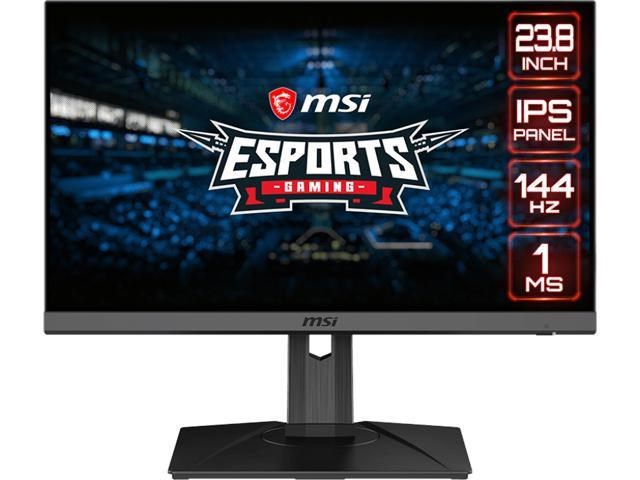 msi
ESPORTS
GAMING
23.8
INCH
IPS
PANEL
144
HZ
1
MS
msi